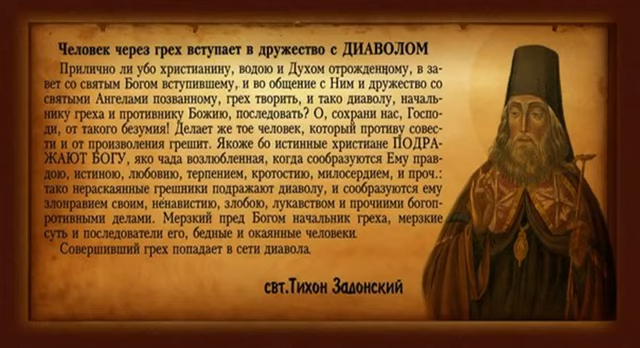 Человек через грех вступает в дружество с ДИАВОЛОМ
Прилично ли убо христианину, водою и Духом отрожденному, в за-
вет со святым Богом вступившему, и во общение с Ним и дружество со
святыми Ангелами позванному, грех творить, и тако диаволу, началь-
нику греха и противнику Божию, последовать? О, сохрани нас, Госпо-
ди, от такого безумия! Делает же тое человек, который противу совес-
ти и от произволения грешит. Якоже бо истинные христиане ПОДРА-
ЖАЮТ БОГУ, яко чада возлюбленная, когда сообразуются Ему прав-
дою, истиною, любовию, терпением, кротостию, милосердием, и проч.:
тако нераскаянные грешники подражают диаволу, и сообразуются ему
злонравием своим, ненавистию, злобою, лукавством и прочиими богоп-
ротивными делами. Мерзкий пред Богом начальник греха, мерзкие
суть и последователи его, бедные и окаянные человеки.
Совершивший грех попадает в сети диавола.
свт.Тихон Задонский